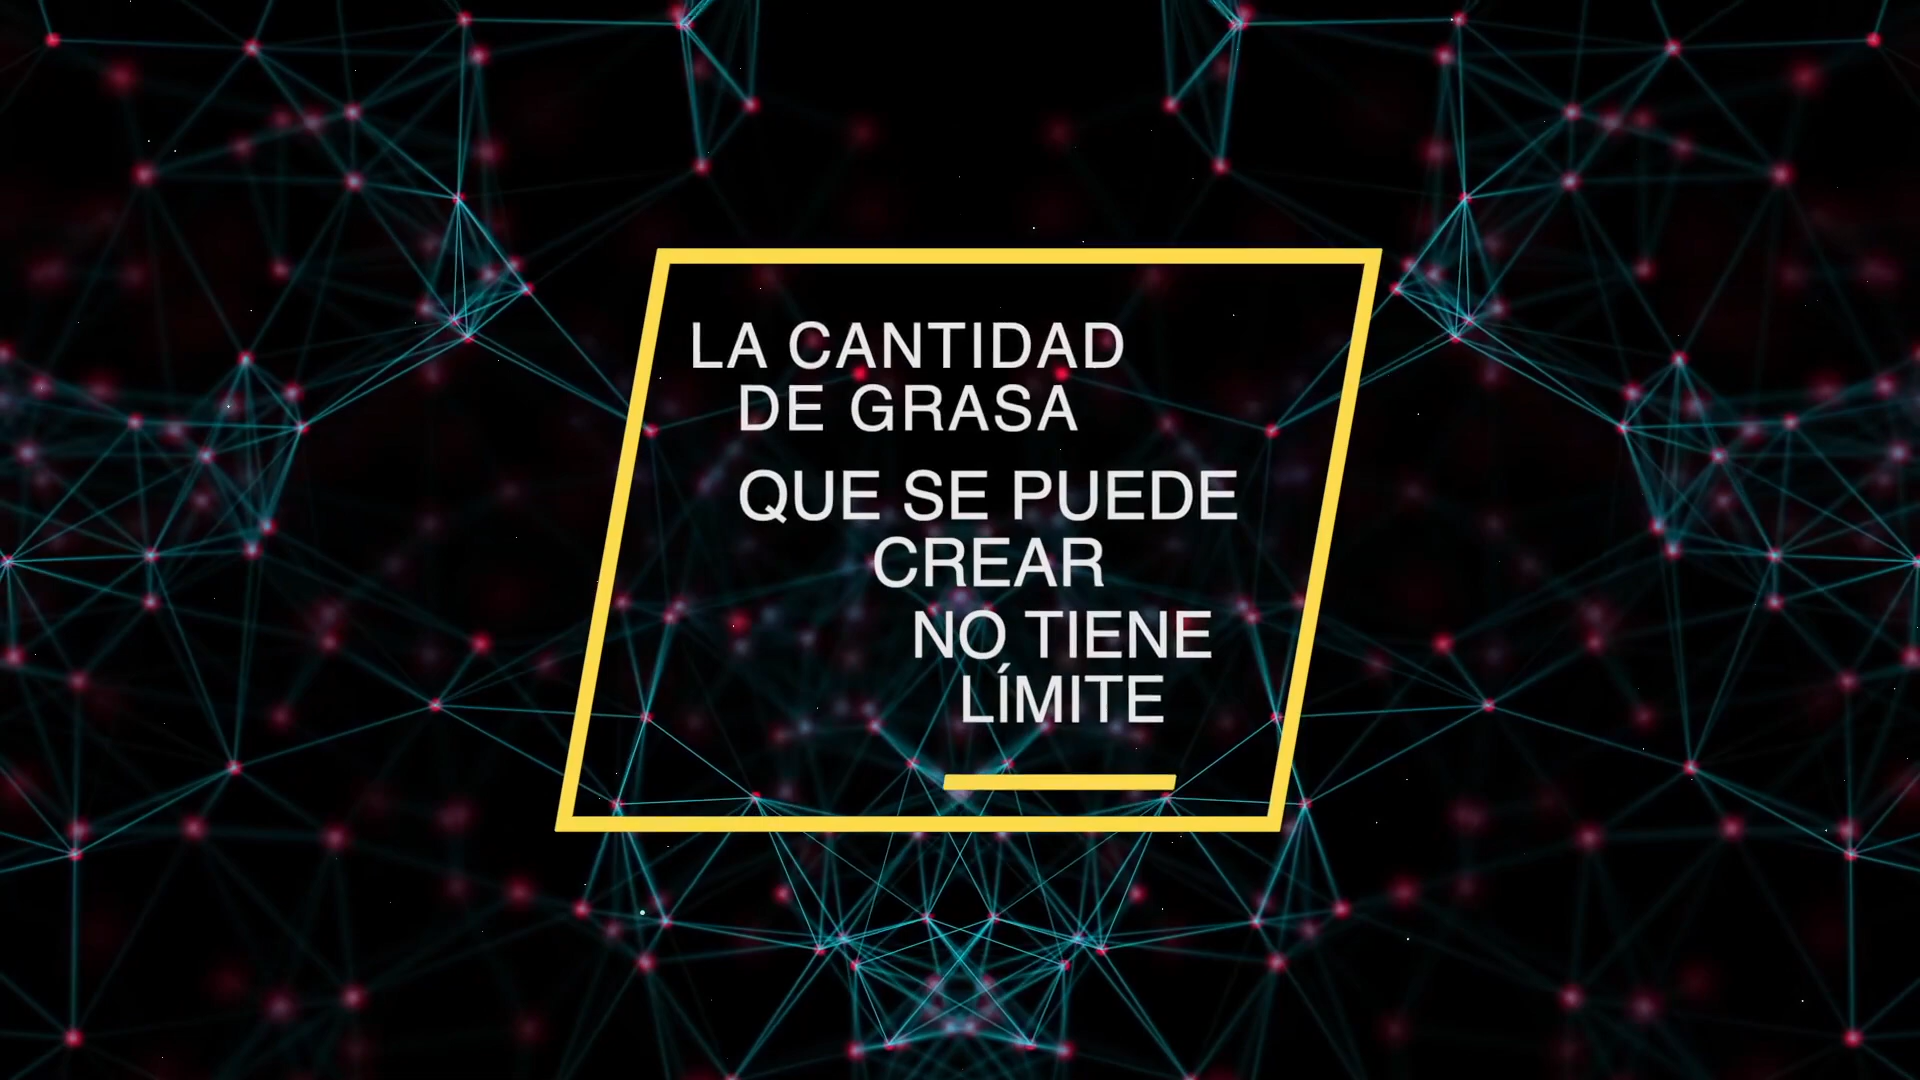 LA CANTIDAD
DE GRASA
QUE SE PUEDE
CREAR
NO TIENE
LÍMITE